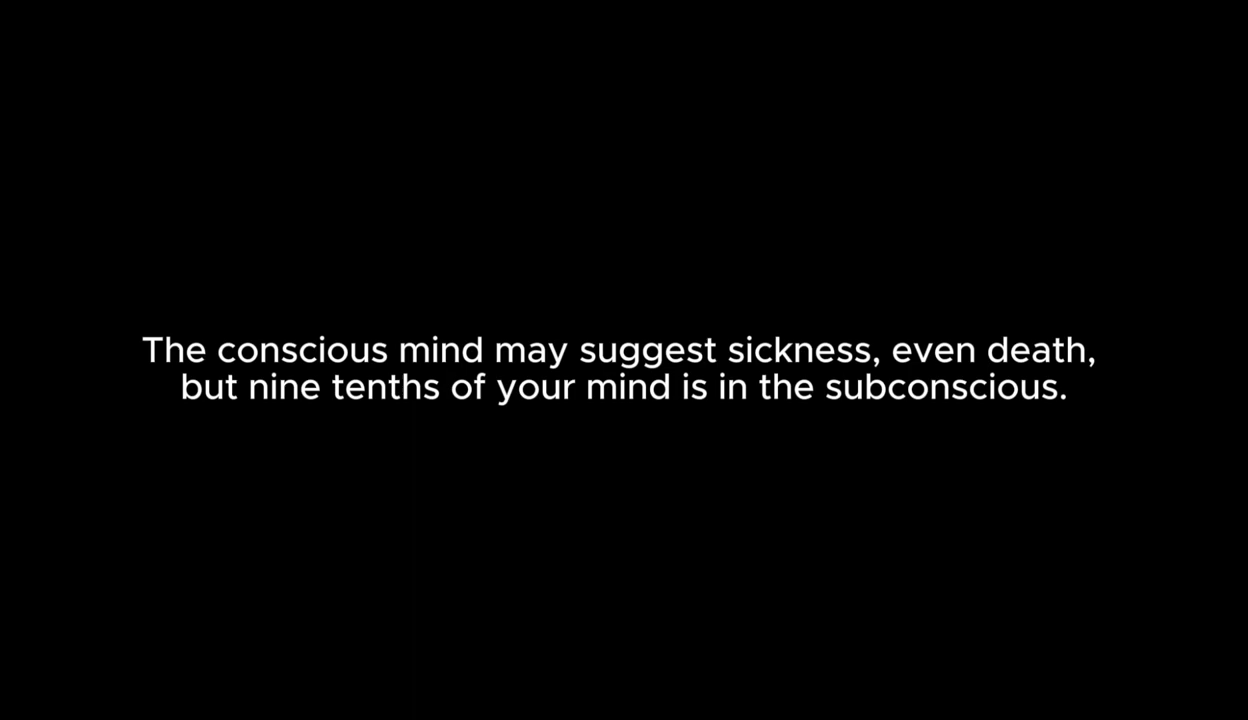 The conscious mind may suggest sickness, even death,
but nine tenths of your mind is in the subconscious.